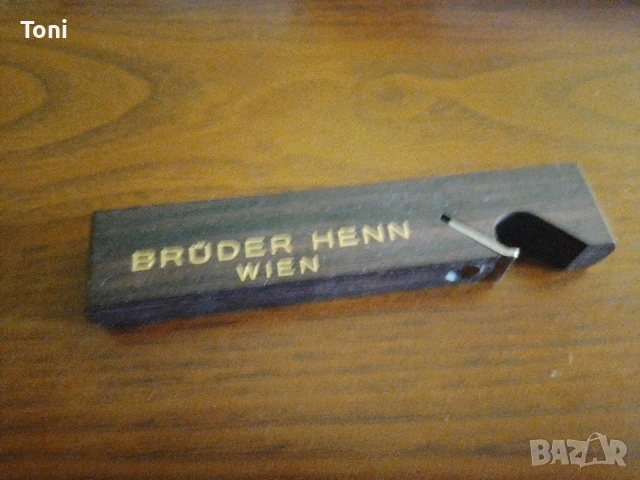 Toni
BRÜDER HENN
WIEN
BAZAR